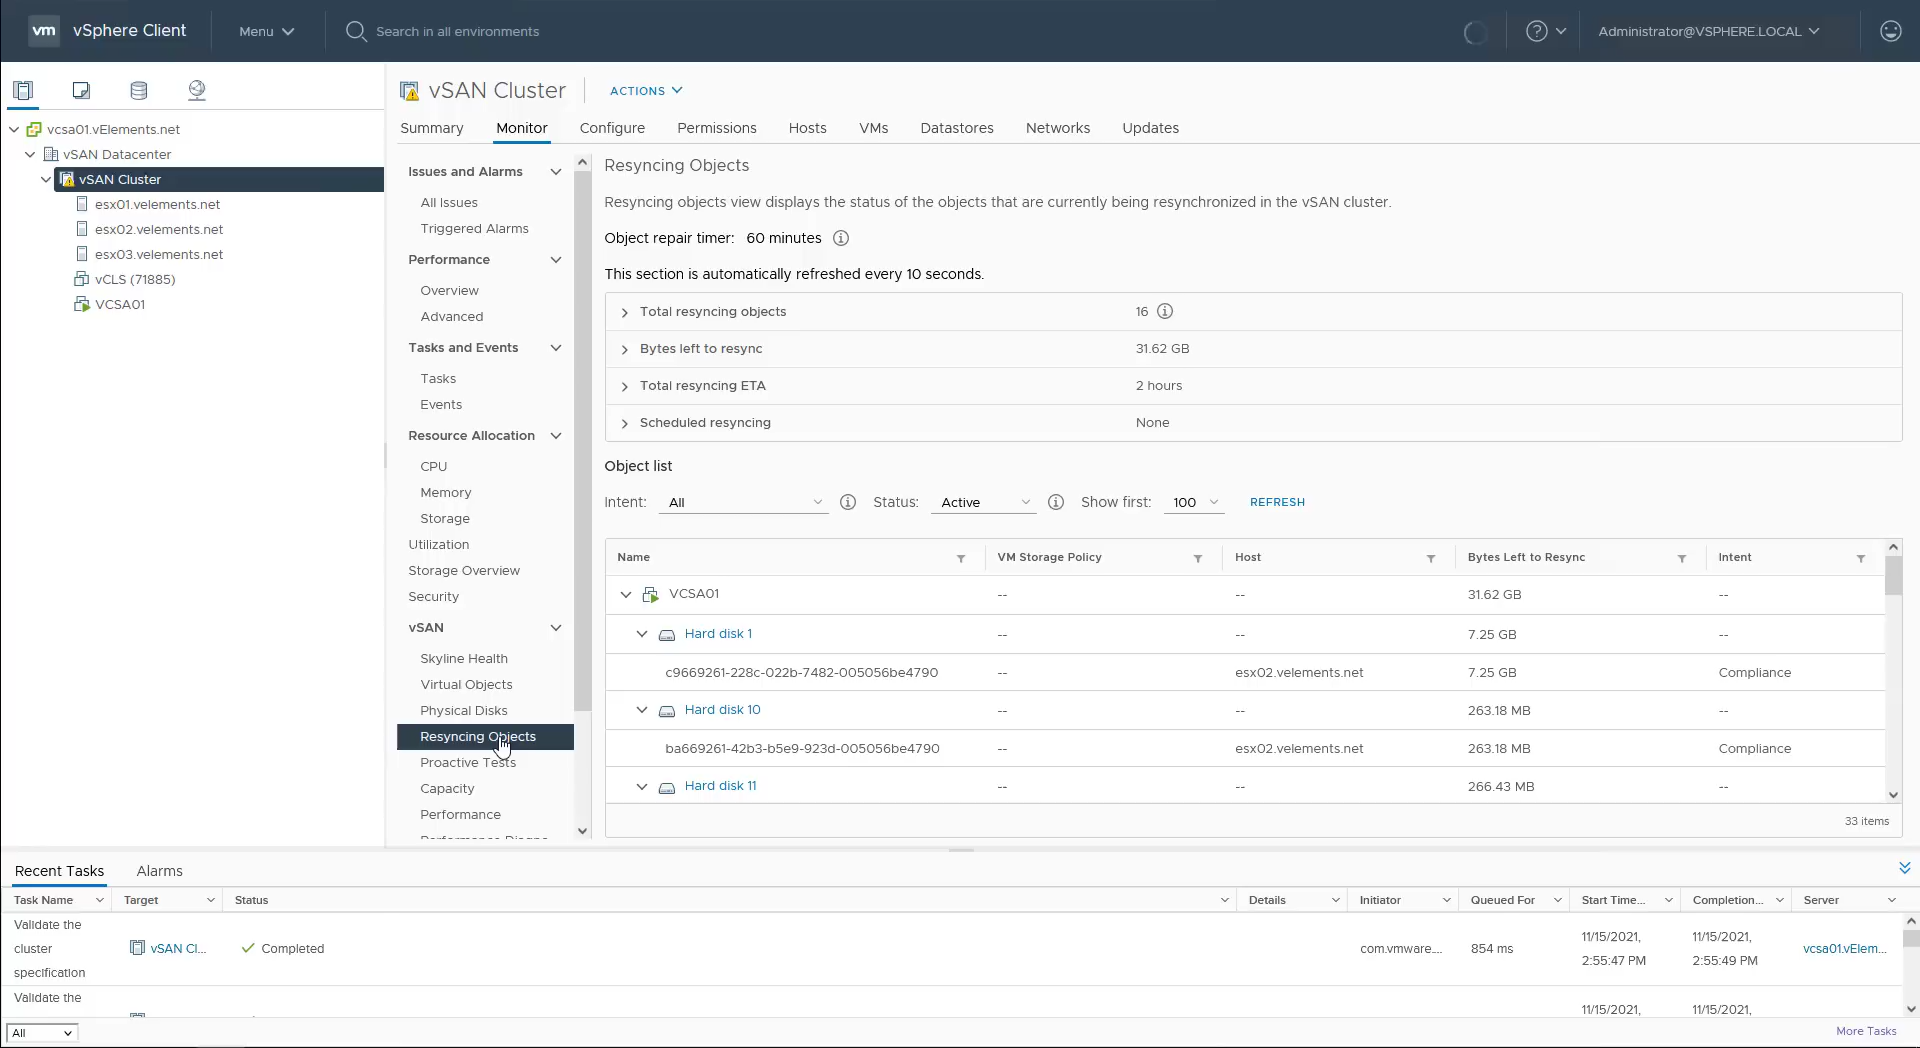 vm vSphere Client Menu Search in all environments Administrator@VSPHERE.LOCAL
vcsa01.vElements.net
vSAN Datacenter
vSAN Cluster
esx01.velements.net
esx02.velements.net
esx03.velements.net
vCLS (71885)
VCSA01
vSAN Cluster ACTIONS
Summary Monitor Configure Permissions Hosts VMs Datastores Networks Updates
Issues and Alarms
All Issues
Triggered Alarms
Performance
Overview
Advanced
Tasks and Events
Tasks
Events
Resource Allocation
CPU
Memory
Storage
Utilization
Storage Overview
Security
vSAN
Skyline Health
Virtual Objects
Physical Disks
Resyncing Objects
Proactive Tests
Capacity
Performance
Resyncing Objects
Resyncing objects view displays the status of the objects that are currently being resynchronized in the vSAN cluster.
Object repair timer: 60 minutes
This section is automatically refreshed every 10 seconds.
Total resyncing objects 16
Bytes left to resync 31.62 GB
Total resyncing ETA 2 hours
Scheduled resyncing None
Object list
Intent: All Status: Active Show first: 100 REFRESH
Name VM Storage Policy Host Bytes Left to Resync Intent
VCSA01 -- -- 31.62 GB --
Hard disk 1 -- -- 7.25 GB --
c9669261-228c-022b-7482-005056be4790 -- esx02.velements.net 7.25 GB Compliance
Hard disk 10 -- -- 263.18 MB --
ba669261-42b3-b5e9-923d-005056be4790 -- esx02.velements.net 263.18 MB Compliance
Hard disk 11 -- -- 266.43 MB --
33 items
Recent Tasks Alarms
Task Name Target Status Details Initiator Queued For Start Time... Completion... Server
Validate the
cluster
specification
vSAN Cl... Completed com.vmware.... 854 ms
11/15/2021,
2:55:47 PM
11/15/2021,
2:55:49 PM
vcsa01.vElem...
Validate the
11/15/2021, 11/15/2021,
All More Tasks